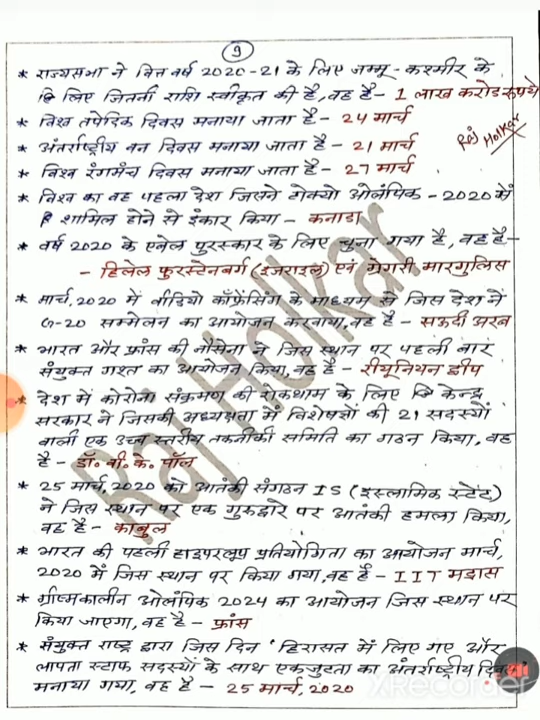 9
* राज्यसभा ने वित्त वर्ष 2020-21 के लिए जम्मू-कश्मीर के
लिए जितनी राशि स्वीकृत की है, वह है- 1 लाख करोड रूपये
* विश्व तपेदिक दिवस मनाया जाता है- 24 मार्च
Raj Holkar
* अंतर्राष्ट्रीय वन दिवस मनाया जाता है- 21 मार्च
* विश्व रंगमंच दिवस मनाया जाता है- 27 मार्च
* विश्व का वह पहला देश जिसने टोक्यो ओलंपिक-2020 में
शामिल होने से इंकार किया- कनाडा
* वर्ष 2020 के एबेल पुरस्कार के लिए चुना गया है, वह है-
- हिलेल फुरस्टेनबर्ग (इजराइल) एवं ग्रेगरी मारगुलिस
* मार्च, 2020 में वीडियो कॉफ्रेंसिंग के माध्यम से जिस देश ने
G-20 सम्मेलन का आयोजन करवाया, वह है - सऊदी अरब
* भारत और फ्रांस की नौसेना ने जिस स्थान पर पहली बार
संयुक्त गश्त का आयोजन किया, वह है - रीयूनियन द्वीप
* देश में कोरोना संक्रमण की रोकथाम के लिए केन्द्र
सरकार ने जिसकी अध्यक्षता में विशेषज्ञों की 21 सदस्यों
वाली एक उच्च स्तरीय तकनीकी समिति का गठन किया, वह
है - डॉ. वी. के. पॉल
* 25 मार्च, 2020 को आतंकी संगठन IS (इस्लामिक स्टेट)
ने जिस स्थान पर एक गुरुद्वारे पर आतंकी हमला किया,
वह है - काबुल
* भारत की पहली हाइपरलूप प्रतियोगिता का आयोजन मार्च,
2020 में जिस स्थान पर किया गया, वह है - IIT मद्रास
* ग्रीष्मकालीन ओलंपिक 2024 का आयोजन जिस स्थान पर
किया जाएगा, वह है - फ्रांस
* संयुक्त राष्ट्र द्वारा जिस दिन 'हिरासत में लिए गए और
लापता स्टाफ सदस्यों के साथ एकजुटता का अंतर्राष्ट्रीय दिवस'
मनाया गया, वह है - 25 मार्च, 2020
Raj Holkar
XRecorder